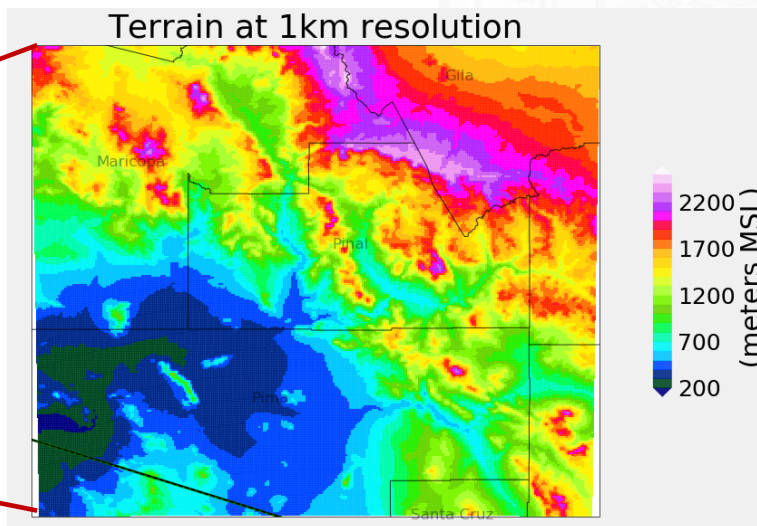 Terrain at 1km resolution
Gila
Maricopa
Pinal
Pima
Santa Cruz
2200
1700
1200
700
200
(meters MSL)